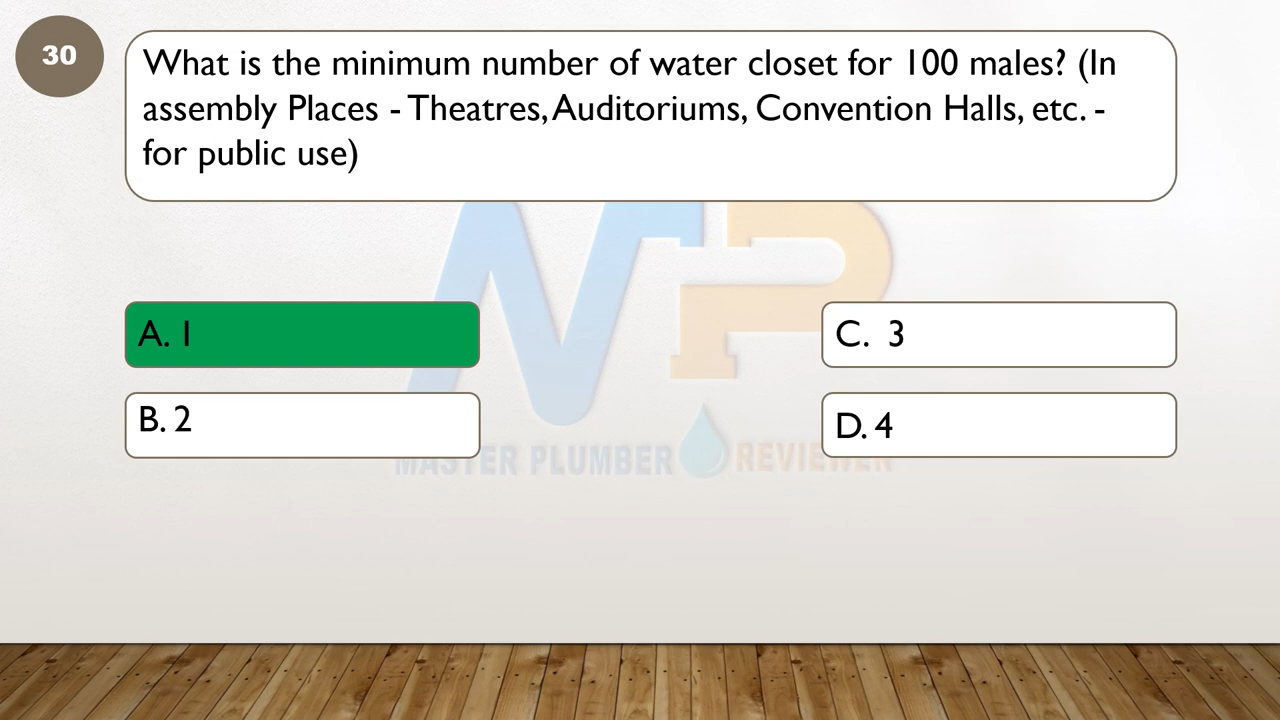 30
What is the minimum number of water closet for 100 males? (In
assembly Places - Theatres, Auditoriums, Convention Halls, etc. -
for public use)
A. 1
C. 3
B. 2
D. 4
MASTER PLUMBER REVIEWER